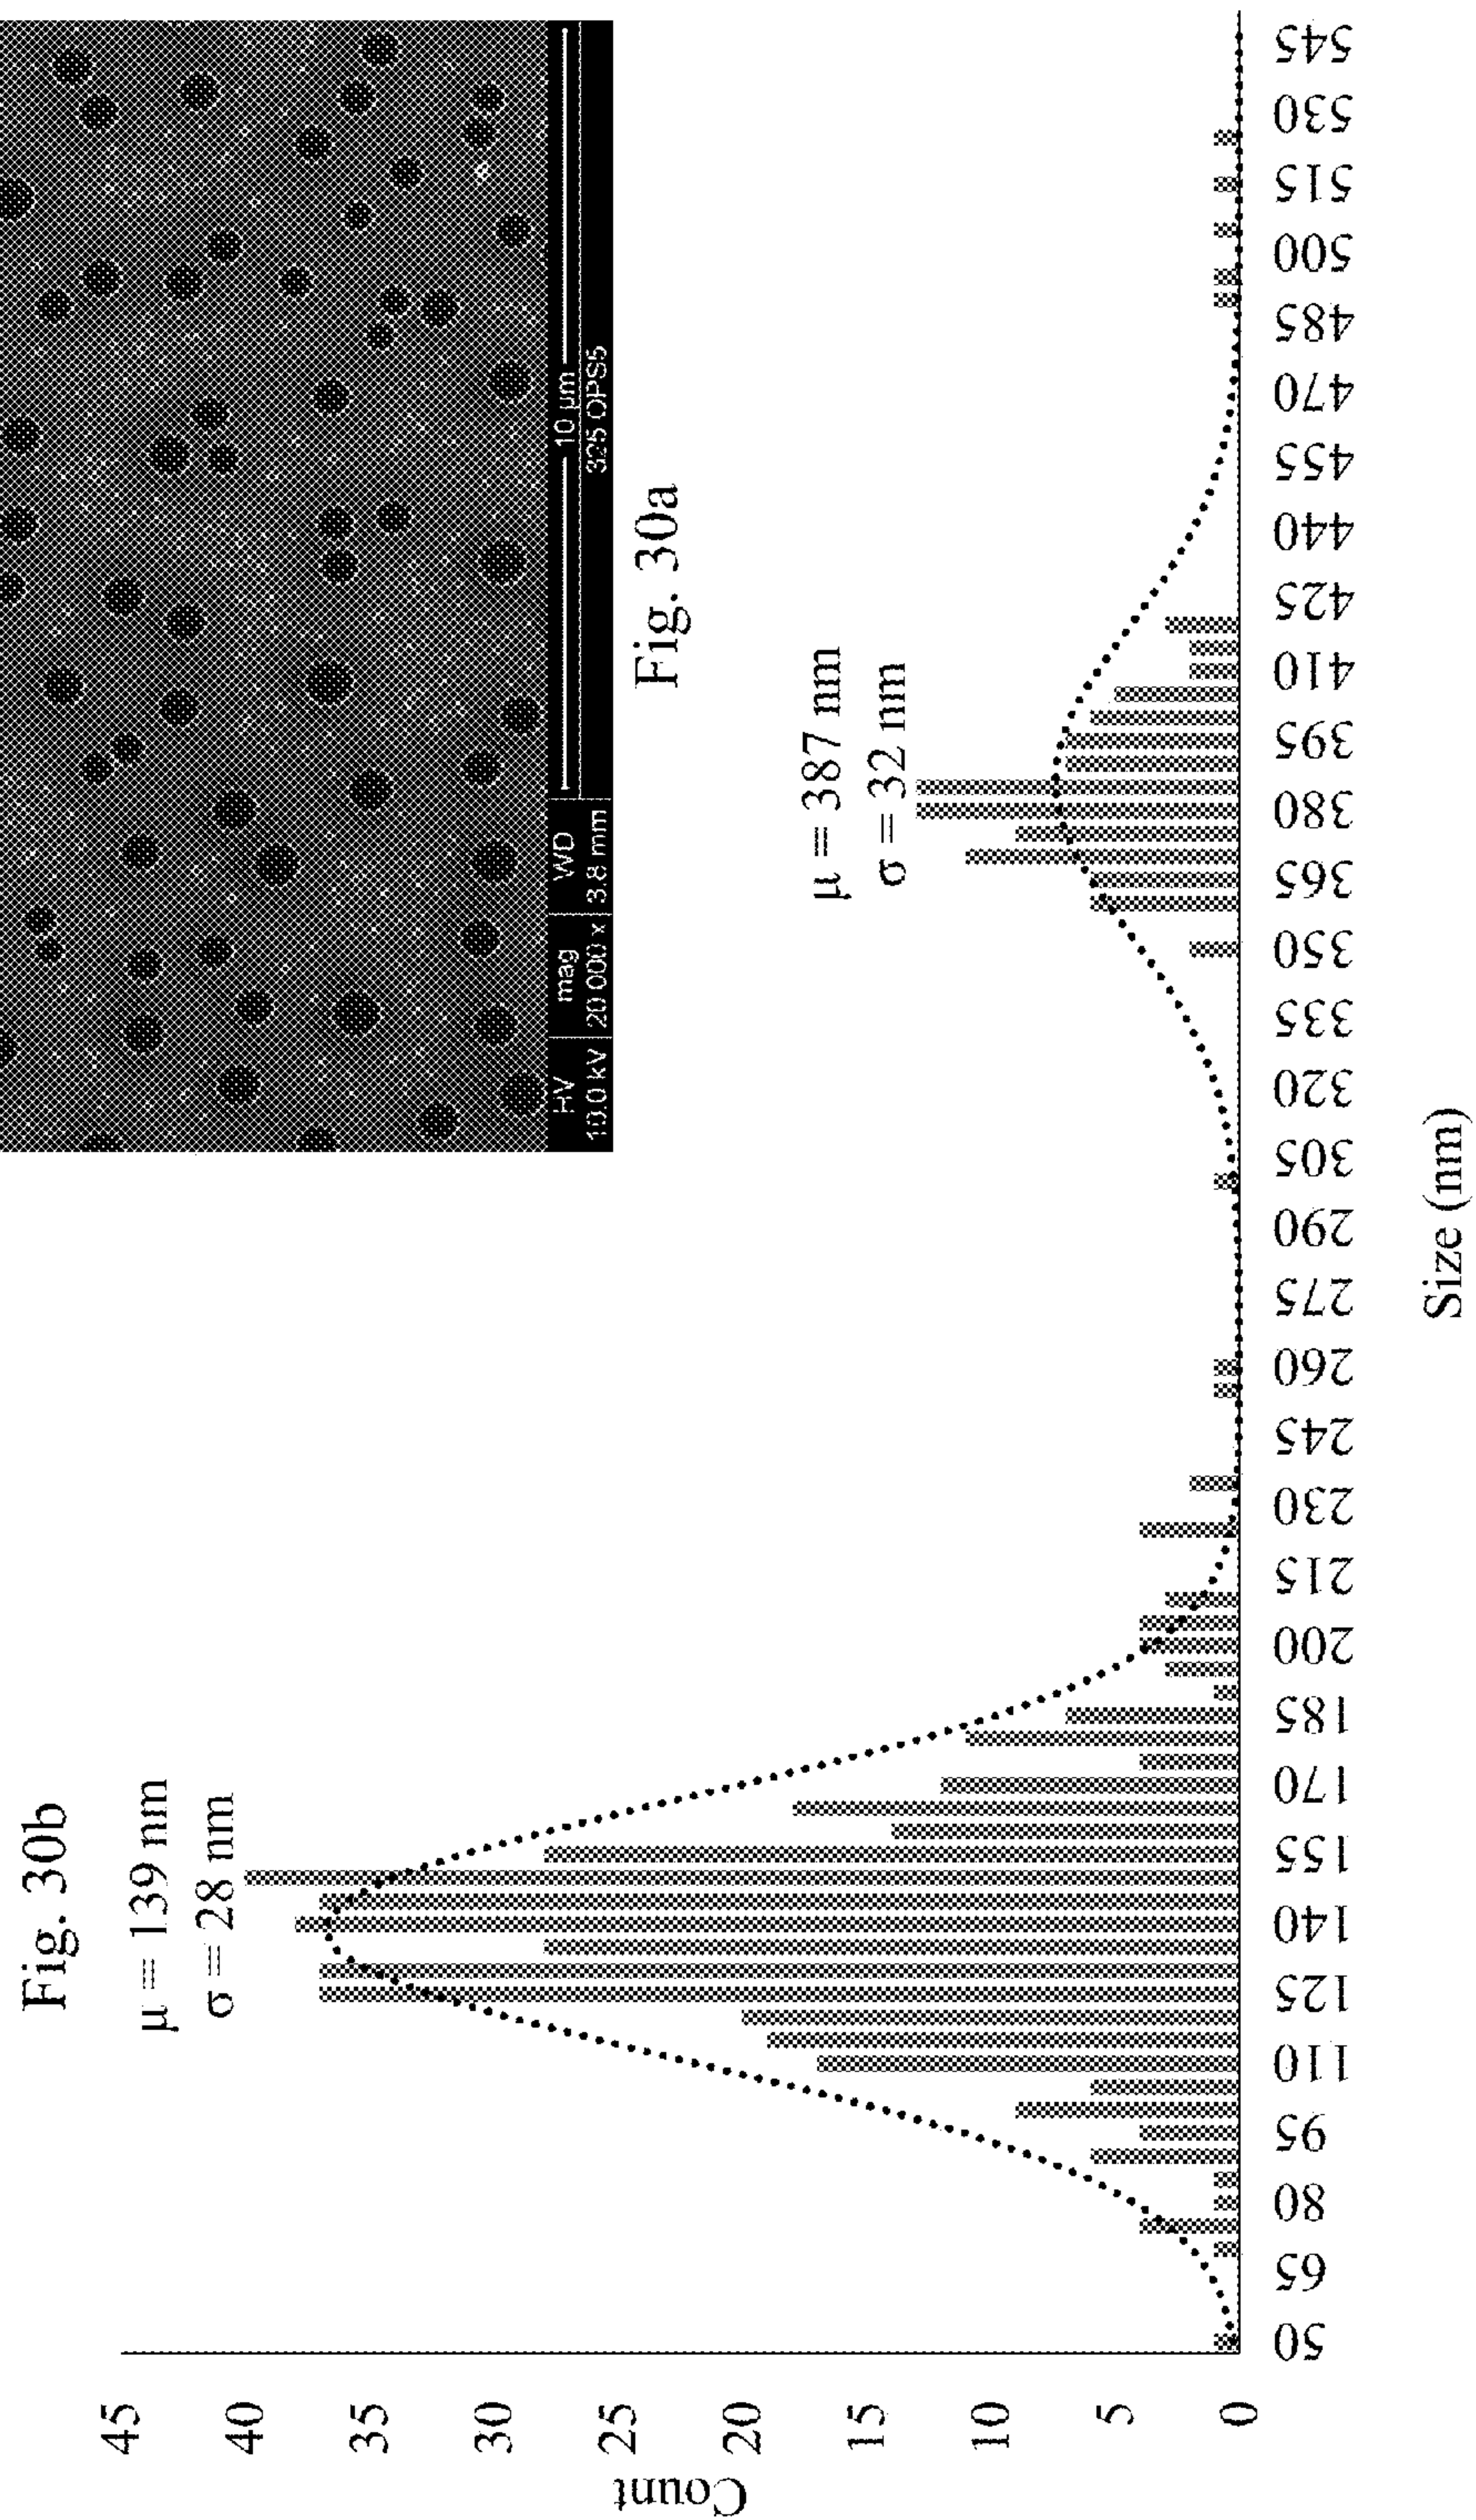 Fig. 30b
μ = 139 nm
σ = 28 nm
HV
mag
WD
10 μm
10.0 kV
20 000 x
3.8 mm
325 OPS5
Fig. 30a
μ = 387 nm
σ = 32 nm
45
40
35
30
25
20
15
10
5
0
Count
50 65 80 95 110 125 140 155 170 185 200 215 230 245 260 275 290 305 320 335 350 365 380 395 410 425 440 455 470 485 500 515 530 545
Size (nm)